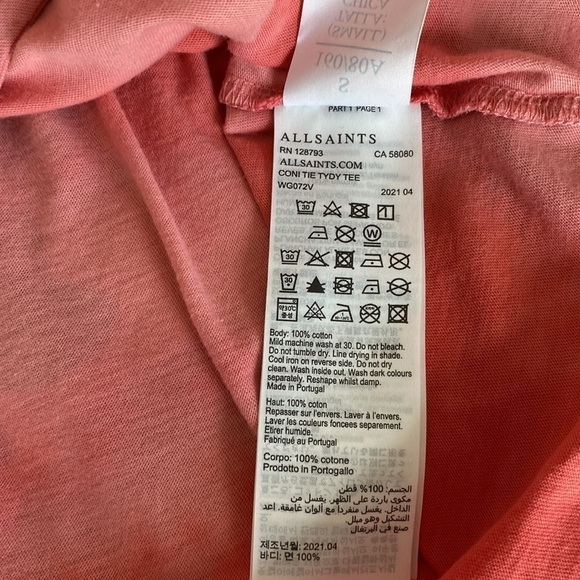 CHICA
TALLA:
(SMALL)
160/80A
S
PART 1 PAGE 1
ALLSAINTS
RN 128793 CA 58080
ALLSAINTS.COM
CONI TIE TYDY TEE
WG072V 2021 04
Body: 100% cotton
Mild machine wash at 30. Do not bleach.
Do not tumble dry. Line drying in shade.
Cool iron on reverse side. Do not dry
clean. Wash inside out. Wash dark colours
separately. Reshape whilst damp.
Made in Portugal
Haut: 100% coton
Repasser sur l'envers. Laver à l'envers.
Laver les couleurs foncees separement.
Etirer humide.
Fabriqué au Portugal
Corpo: 100% cotone
Prodotto in Portogallo
الجسم: 100% قطن
مكوى باردة على الظهر. يغسل من
الداخل. يغسل منفردا مع ألوان غامقة. اعد
التشكيل وهو مبلل.
صنع في البرتغال
제조년월: 2021.04
바디: 면 100%